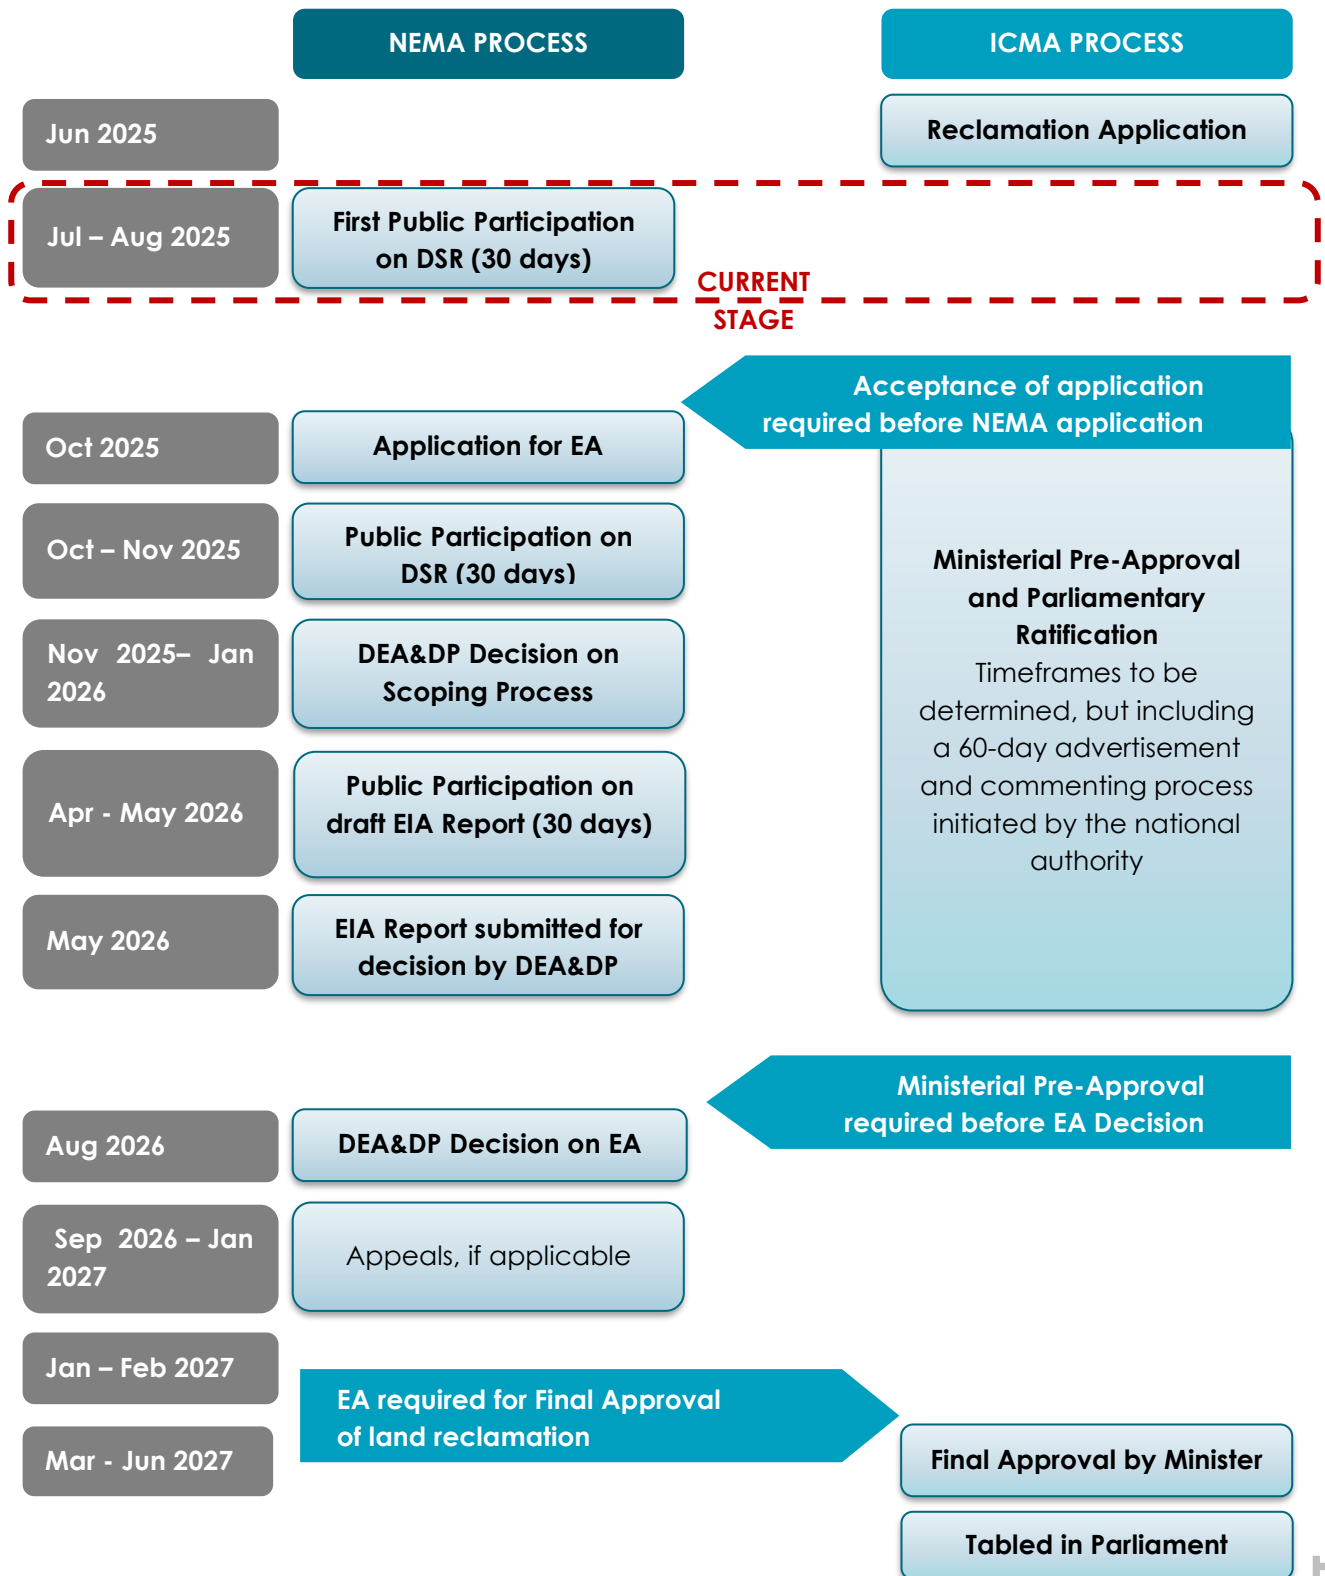 NEMA PROCESS
ICMA PROCESS
Jun 2025
Reclamation Application
Jul – Aug 2025
First Public Participation
on DSR (30 days)
CURRENT
STAGE
Acceptance of application
required before NEMA application
Oct 2025
Application for EA
Oct – Nov 2025
Public Participation on
DSR (30 days)
Nov 2025– Jan
2026
DEA&DP Decision on
Scoping Process
Apr - May 2026
Public Participation on
draft EIA Report (30 days)
May 2026
EIA Report submitted for
decision by DEA&DP
Ministerial Pre-Approval
and Parliamentary
Ratification
Timeframes to be
determined, but including
a 60-day advertisement
and commenting process
initiated by the national
authority
Ministerial Pre-Approval
required before EA Decision
Aug 2026
DEA&DP Decision on EA
Sep 2026 – Jan
2027
Appeals, if applicable
Jan – Feb 2027
EA required for Final Approval
of land reclamation
Mar - Jun 2027
Final Approval by Minister
Tabled in Parliament